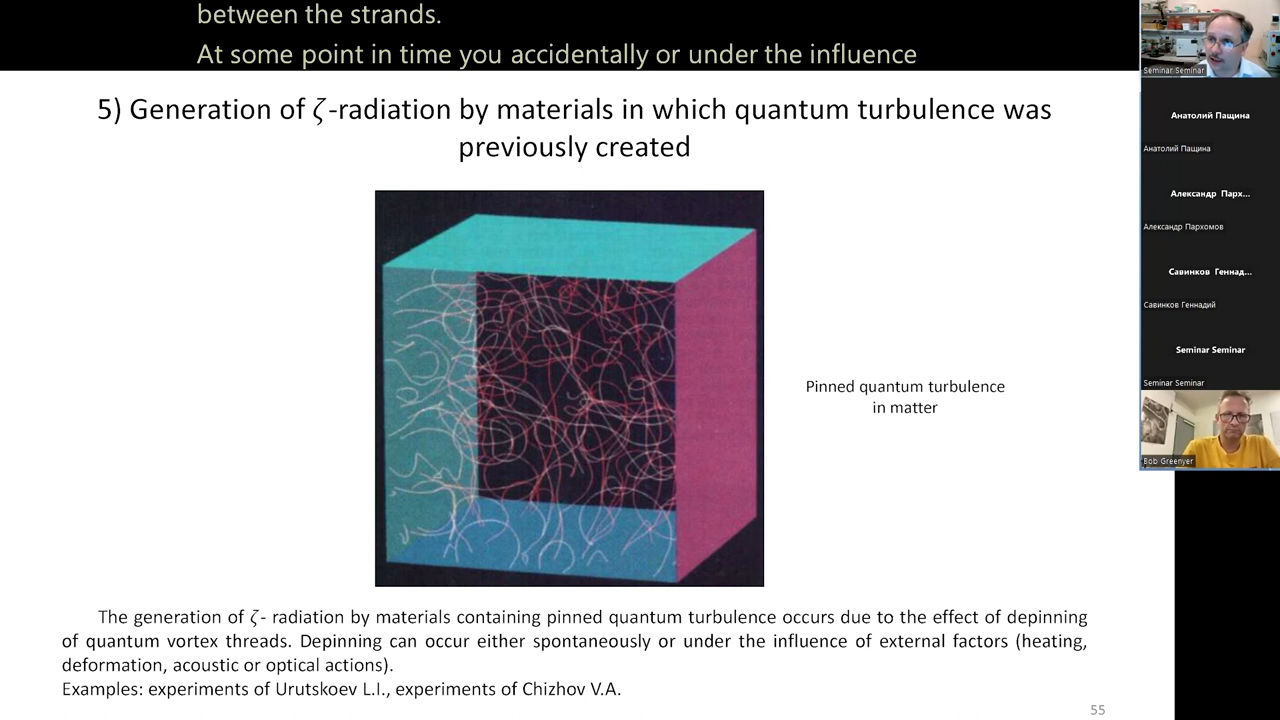 between the strands.
At some point in time you accidentally or under the influence
5) Generation of ζ-radiation by materials in which quantum turbulence was
previously created
Pinned quantum turbulence
in matter
The generation of ζ- radiation by materials containing pinned quantum turbulence occurs due to the effect of depinning
of quantum vortex threads. Depinning can occur either spontaneously or under the influence of external factors (heating,
deformation, acoustic or optical actions).
Examples: experiments of Urutskoev L.I., experiments of Chizhov V.A.
55
Seminar Seminar
Анатолий Пащина
Анатолий Пащина
Александр Парх...
Александр Пархомов
Савинков Геннад...
Савинков Геннадий
Seminar Seminar
Seminar Seminar
Bob Greenyer